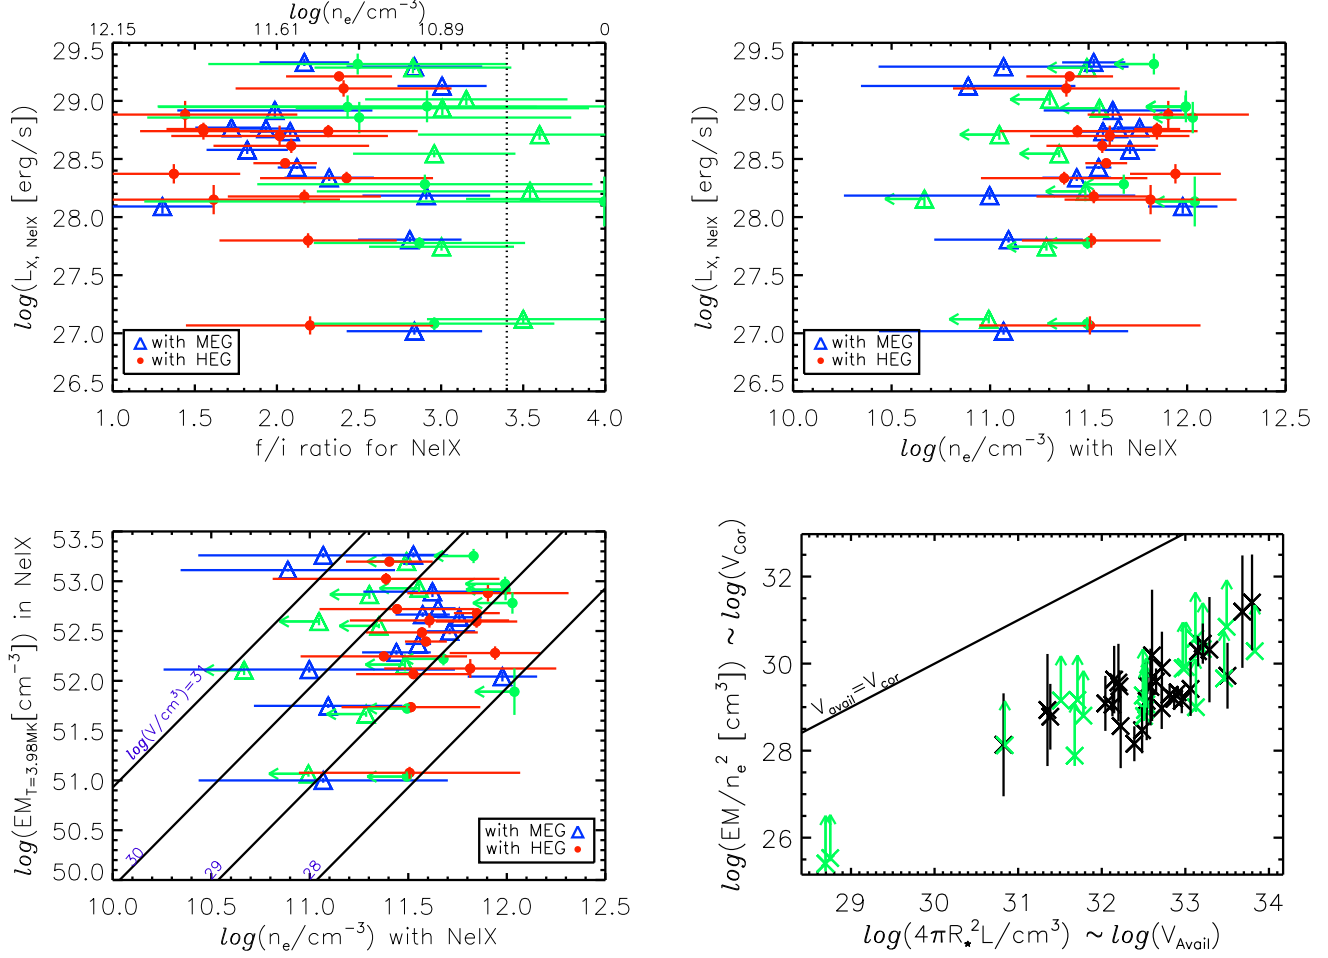 log(nₑ/cm⁻³)
12.15 11.61 10.89 0
29.5
29.0
28.5
28.0
27.5
27.0
26.5
log(L_X, NeIX [erg/s])
with MEG
with HEG
1.0 1.5 2.0 2.5 3.0 3.5 4.0
f/i ratio for NeIX
29.5
29.0
28.5
28.0
27.5
27.0
26.5
log(L_X, NeIX [erg/s])
with MEG
with HEG
10.0 10.5 11.0 11.5 12.0 12.5
log(nₑ/cm⁻³) with NeIX
53.5
53.0
52.5
52.0
51.5
51.0
50.5
50.0
log(EM_T=3.98MK[cm⁻³]) in NeIX
log(V/cm³)=31
30
29
28
with MEG
with HEG
10.0 10.5 11.0 11.5 12.0 12.5
log(nₑ/cm⁻³) with NeIX
32
30
28
26
log(EM/nₑ² [cm³]) ~ log(V_Cor)
V_avail=V_cor
29 30 31 32 33 34
log(4πR⋆²L/cm³) ~ log(V_Avail)